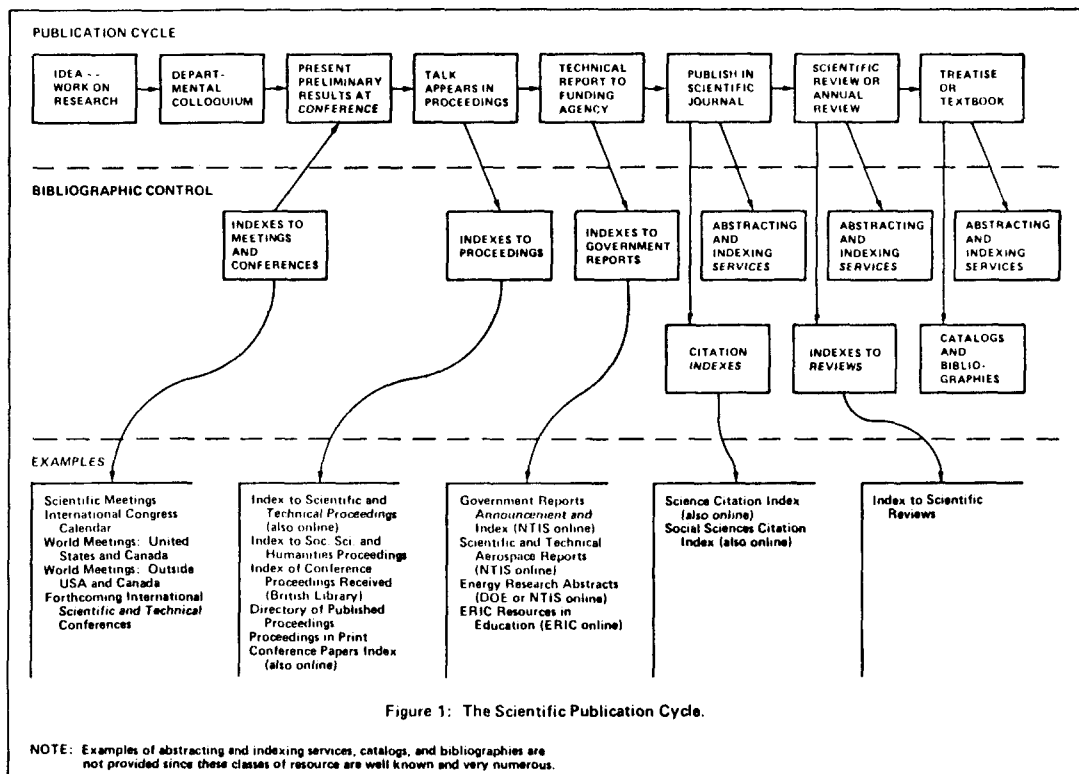 PUBLICATION CYCLE
IDEA --
WORK ON
RESEARCH
DEPART-
MENTAL
COLLOQUIUM
PRESENT
PRELIMINARY
RESULTS AT
CONFERENCE
TALK
APPEARS IN
PROCEEDINGS
TECHNICAL
REPORT TO
FUNDING
AGENCY
PUBLISH IN
SCIENTIFIC
JOURNAL
SCIENTIFIC
REVIEW OR
ANNUAL
REVIEW
TREATISE
OR
TEXTBOOK
BIBLIOGRAPHIC CONTROL
INDEXES TO
MEETINGS
AND
CONFERENCES
INDEXES TO
PROCEEDINGS
INDEXES TO
GOVERNMENT
REPORTS
ABSTRACTING
AND
INDEXING
SERVICES
ABSTRACTING
AND
INDEXING
SERVICES
ABSTRACTING
AND
INDEXING
SERVICES
CITATION
INDEXES
INDEXES TO
REVIEWS
CATALOGS
AND
BIBLIO-
GRAPHIES
EXAMPLES
Scientific Meetings
International Congress
Calendar
World Meetings: United
States and Canada
World Meetings: Outside
USA and Canada
Forthcoming International
Scientific and Technical
Conferences
Index to Scientific and
Technical Proceedings
(also online)
Index to Soc. Sci. and
Humanities Proceedings
Index of Conference
Proceedings Received
(British Library)
Directory of Published
Proceedings
Proceedings in Print
Conference Papers Index
(also online)
Government Reports
Announcement and
Index (NTIS online)
Scientific and Technical
Aerospace Reports
(NTIS online)
Energy Research Abstracts
(DOE or NTIS online)
ERIC Resources in
Education (ERIC online)
Science Citation Index
(also online)
Social Sciences Citation
Index (also online)
Index to Scientific
Reviews
Figure 1: The Scientific Publication Cycle.
NOTE: Examples of abstracting and indexing services, catalogs, and bibliographies are
not provided since these classes of resource are well known and very numerous.